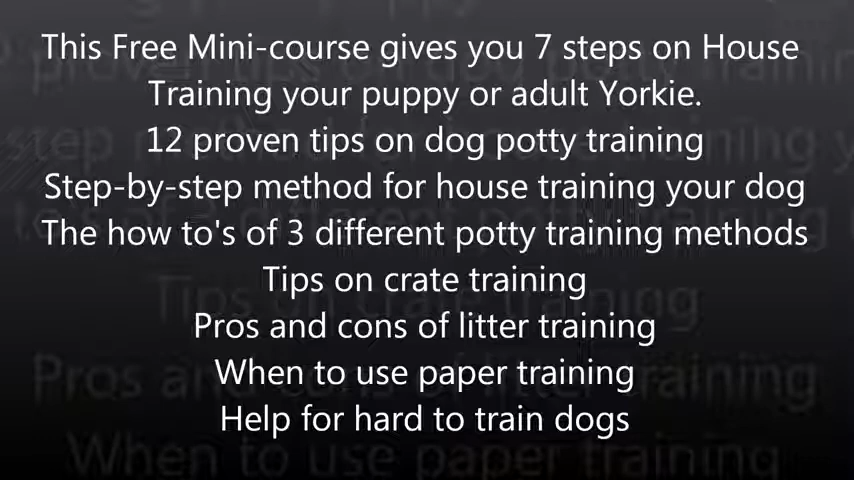 This Free Mini-course gives you 7 steps on House
Training your puppy or adult Yorkie.
12 proven tips on dog potty training
Step-by-step method for house training your dog
The how to's of 3 different potty training methods
Tips on crate training
Pros and cons of litter training
When to use paper training
Help for hard to train dogs